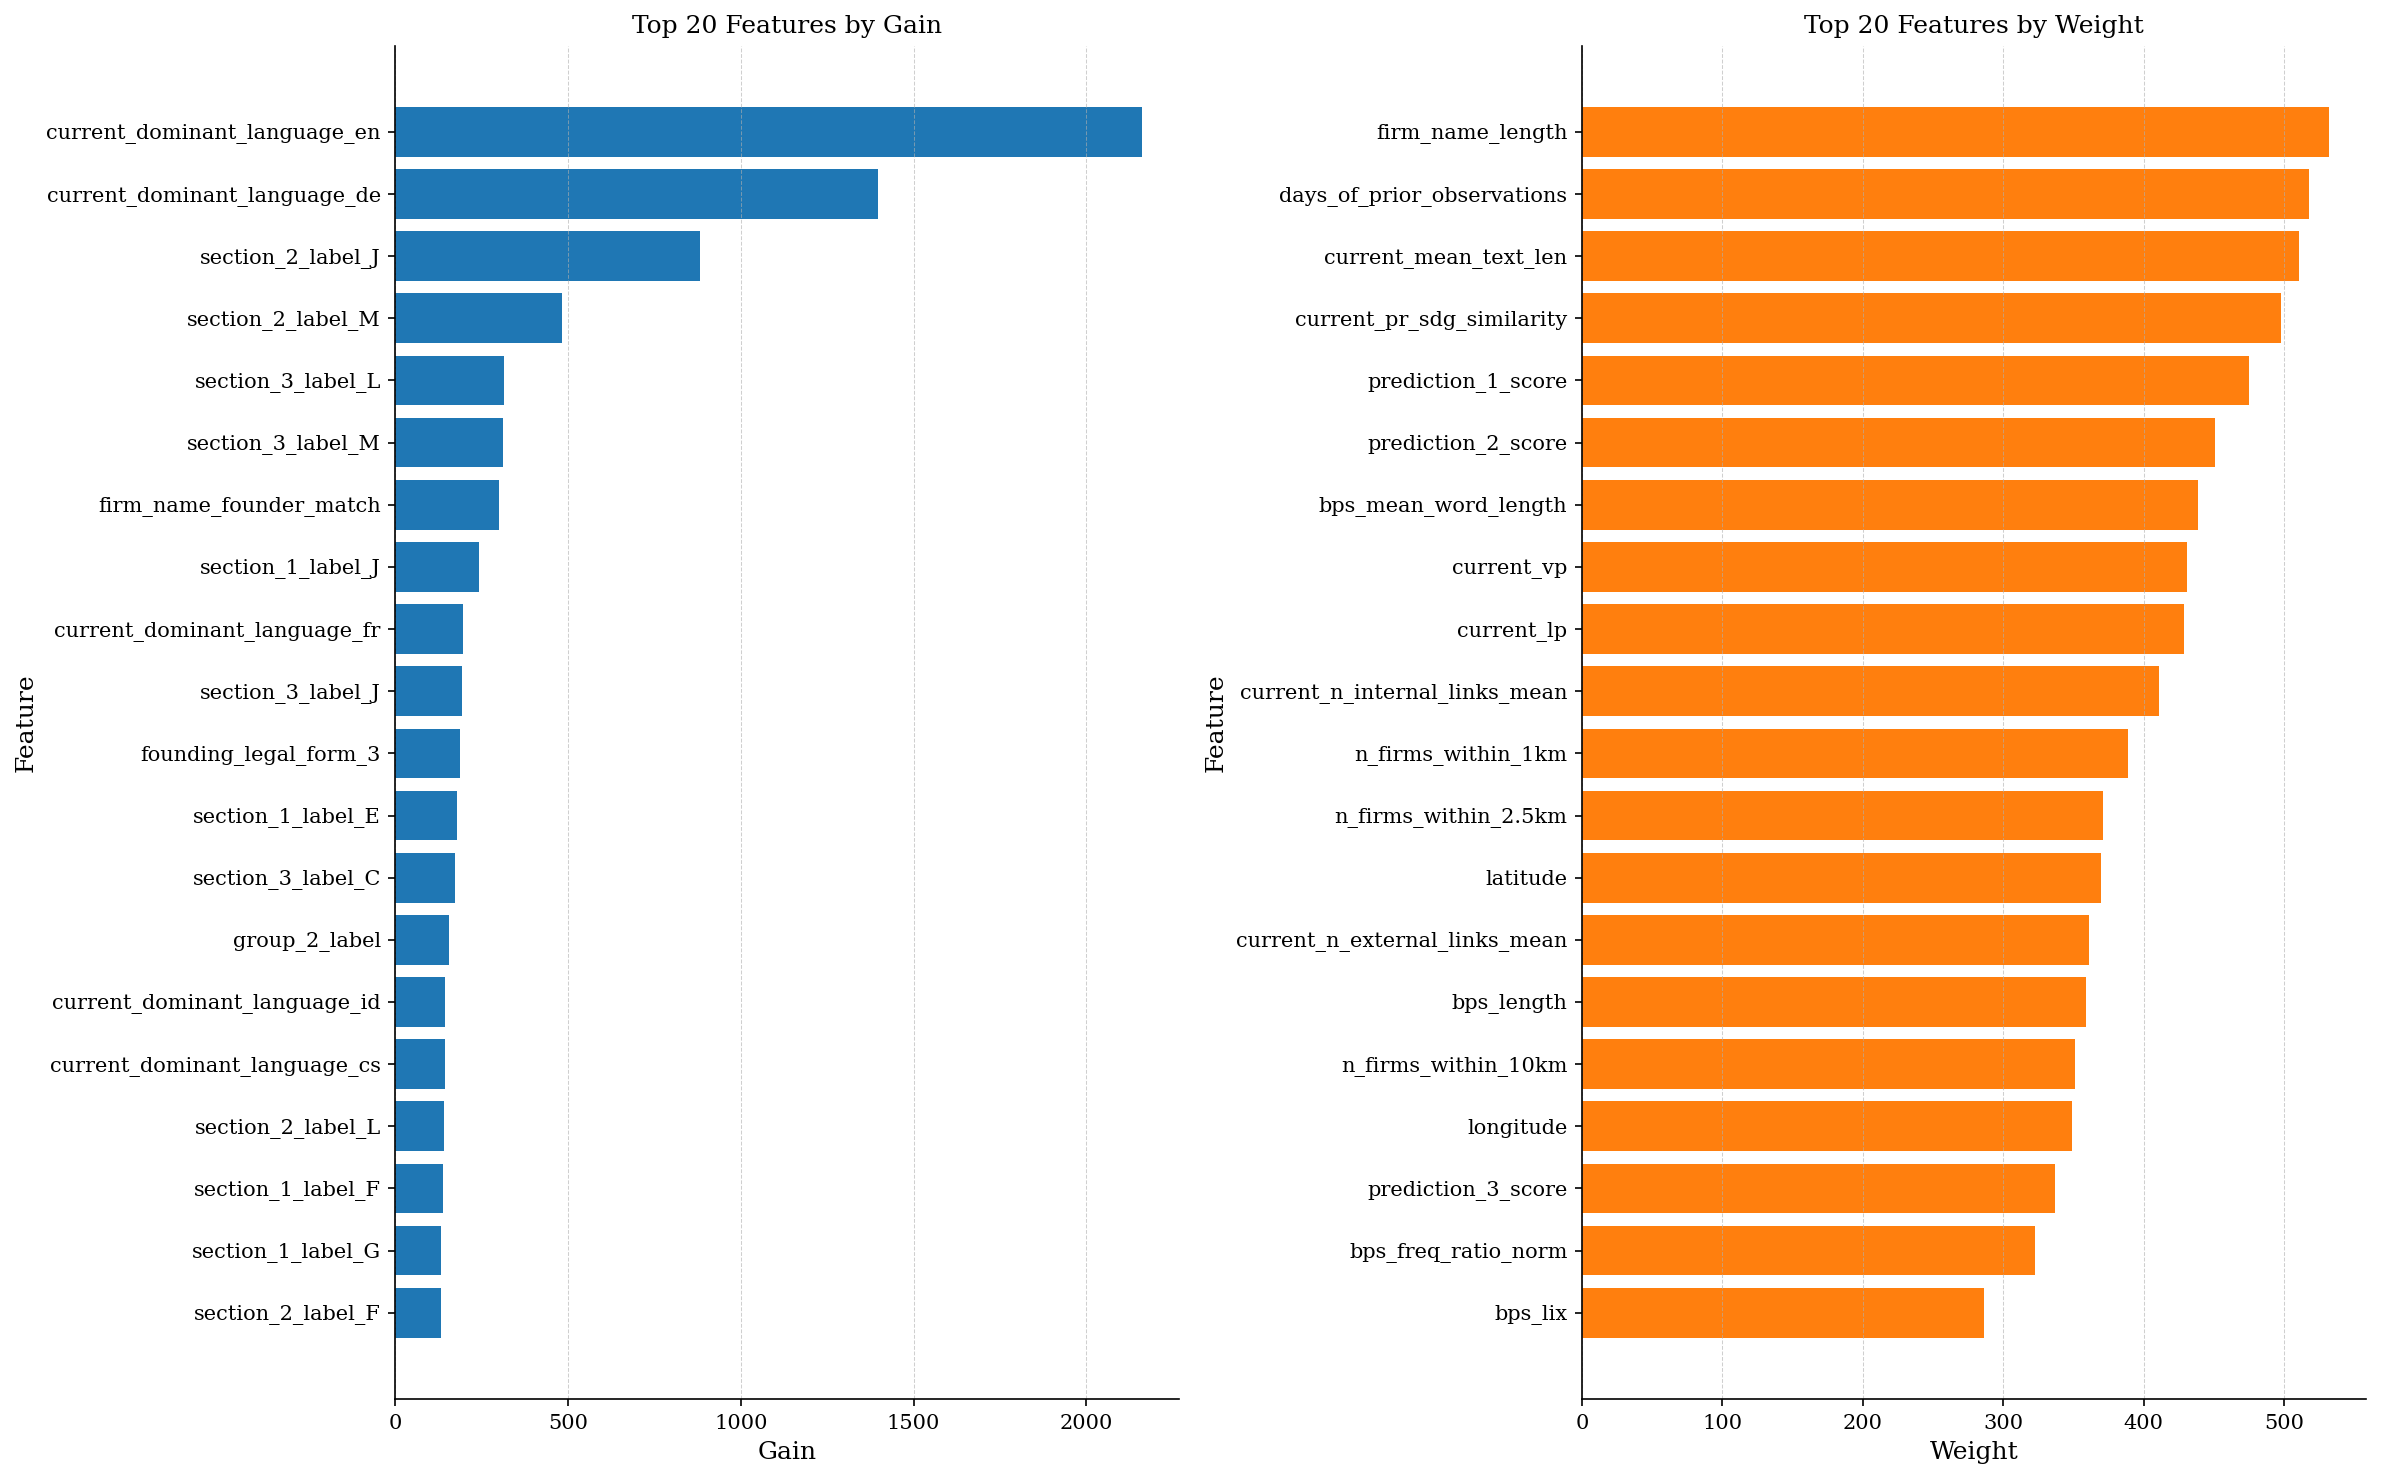 Top 20 Features by Gain
Feature
current_dominant_language_en
current_dominant_language_de
section_2_label_J
section_2_label_M
section_3_label_L
section_3_label_M
firm_name_founder_match
section_1_label_J
current_dominant_language_fr
section_3_label_J
founding_legal_form_3
section_1_label_E
section_3_label_C
group_2_label
current_dominant_language_id
current_dominant_language_cs
section_2_label_L
section_1_label_F
section_1_label_G
section_2_label_F
0 500 1000 1500 2000
Gain
Top 20 Features by Weight
Feature
firm_name_length
days_of_prior_observations
current_mean_text_len
current_pr_sdg_similarity
prediction_1_score
prediction_2_score
bps_mean_word_length
current_vp
current_lp
current_n_internal_links_mean
n_firms_within_1km
n_firms_within_2.5km
latitude
current_n_external_links_mean
bps_length
n_firms_within_10km
longitude
prediction_3_score
bps_freq_ratio_norm
bps_lix
0 100 200 300 400 500
Weight